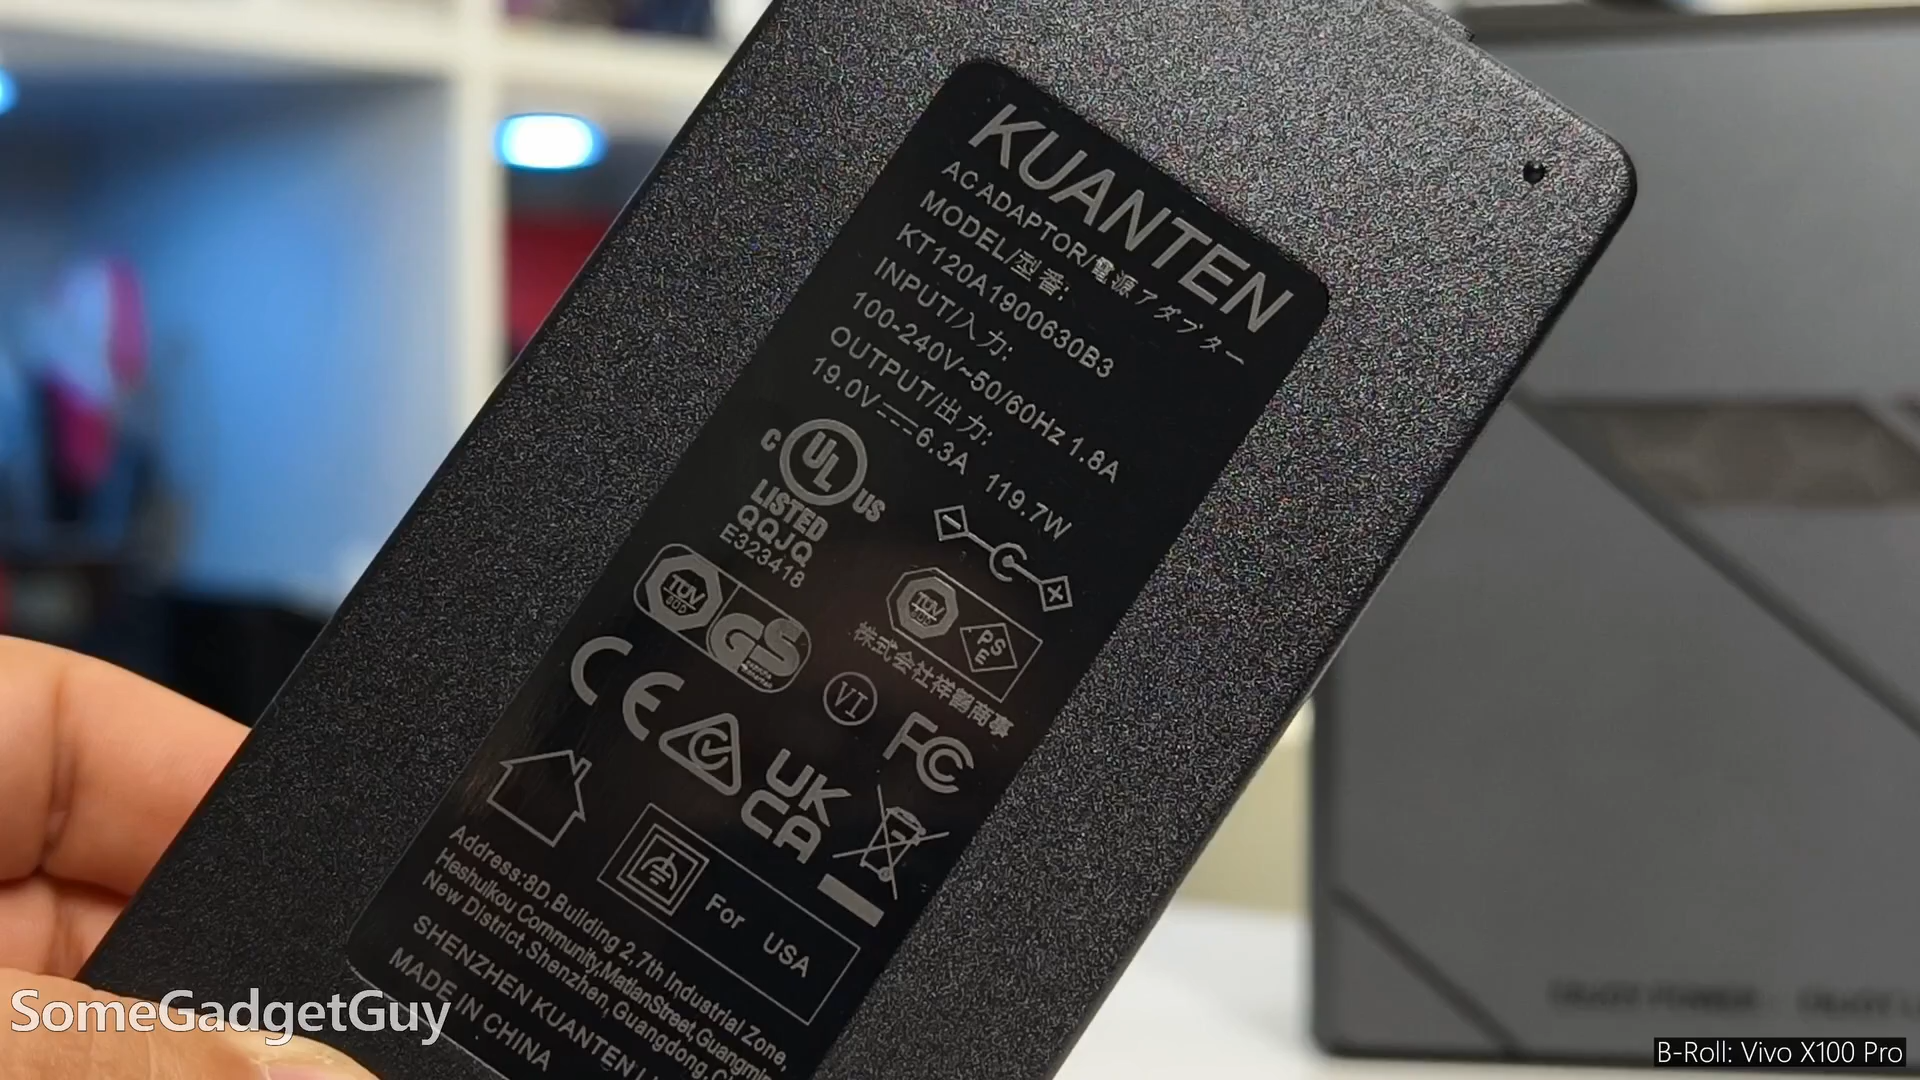 KUANTEN
AC ADAPTOR/電源アダプター
MODEL/型番:
KT120A1900630B3
INPUT/入力:
100-240V~50/60Hz 1.8A
OUTPUT/出力:
19.0V⎓6.3A 119.7W
C UL US
LISTED
QQJQ
E323418
TÜV
SÜD
GS
TÜV
SÜD
PS
E
株式会社祥鶴商事
VI
CE
FC
UK
CA
For USA
Address:8D,Building 2,7th Industrial Zone,
Heshuikou Community,MatianStreet,Guangming
New District,Shenzhen,Guangdong,
SHENZHEN KUANTEN
MADE IN CHINA
SomeGadgetGuy
B-Roll: Vivo X100 Pro